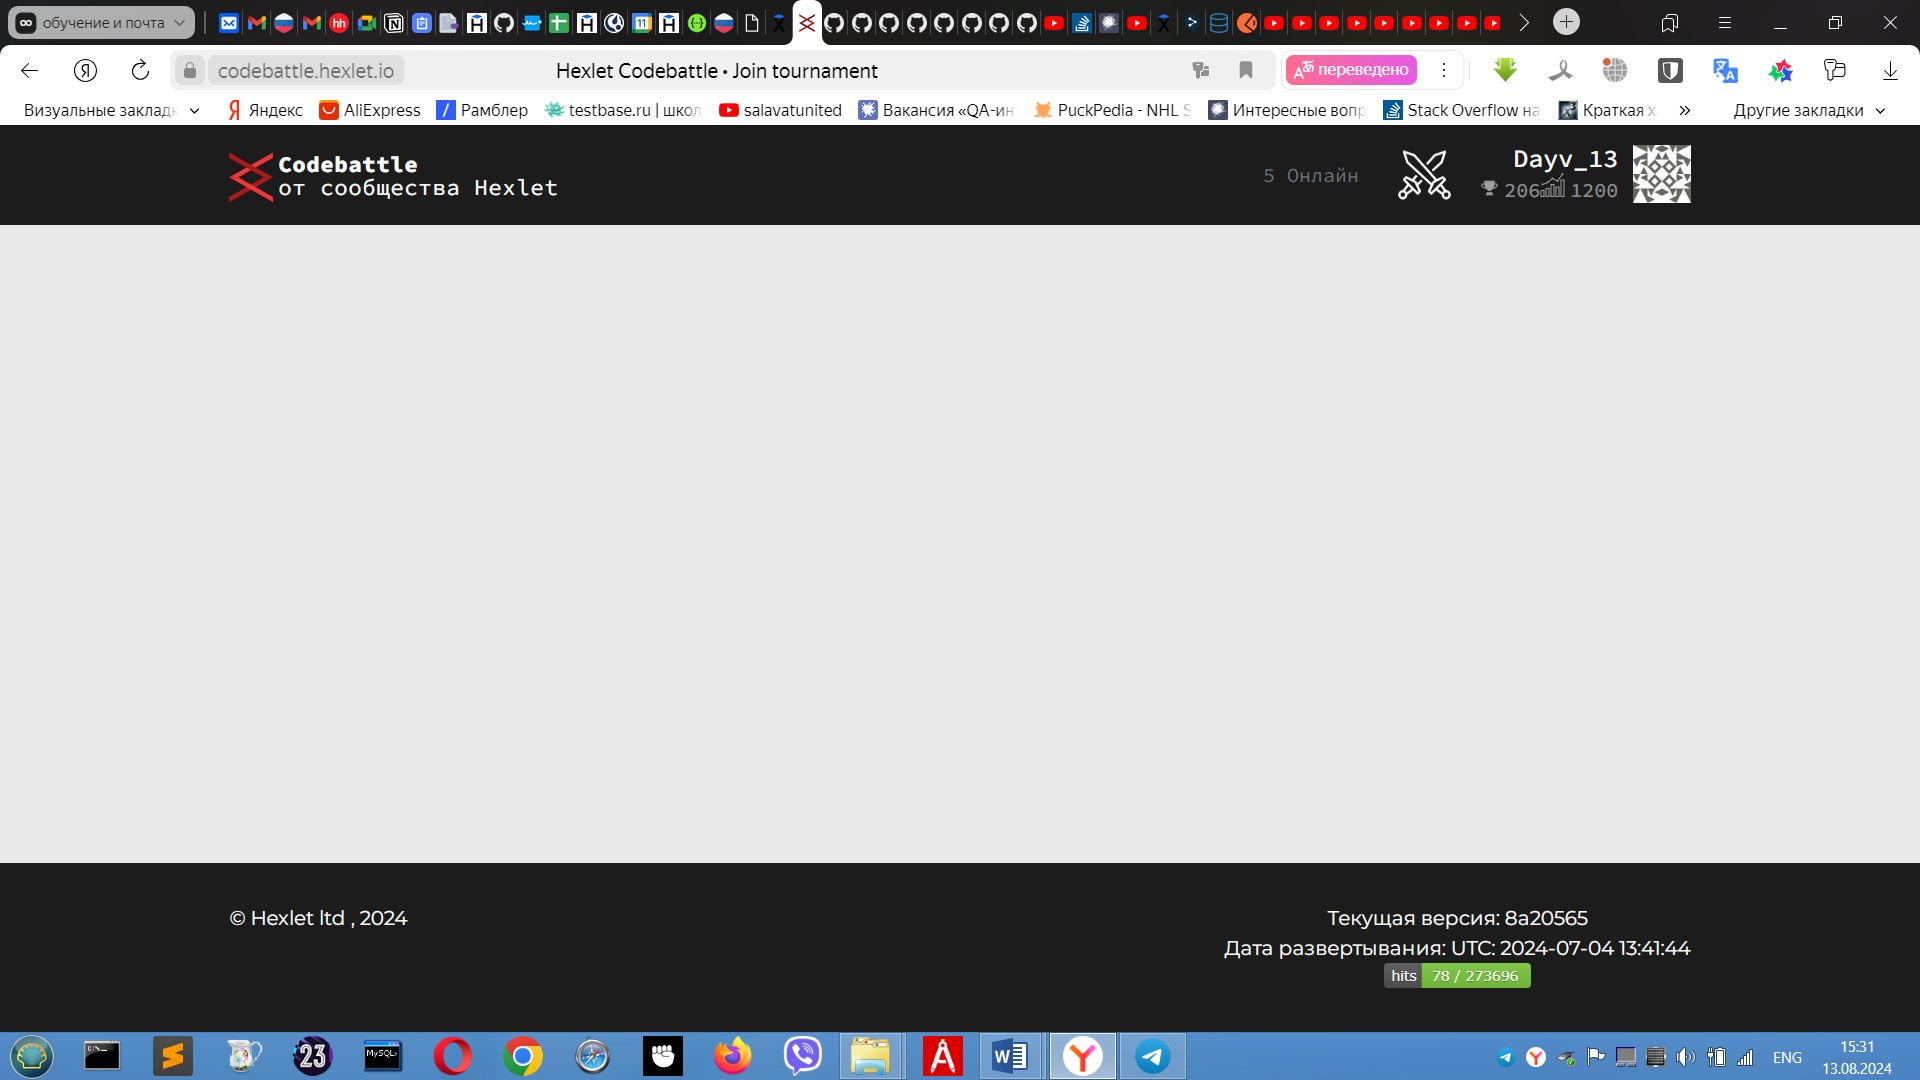 обучение и почта
codebattle.hexlet.io
Hexlet Codebattle • Join tournament
переведено
Визуальные заклад
Яндекс
AliExpress
Рамблер
testbase.ru | школ
salavatunited
Вакансия «QA-ин
PuckPedia - NHL S
Интересные вопр
Stack Overflow на
Краткая х
Другие закладки
Codebattle
от сообщества Hexlet
5 Онлайн
Dayv_13
206 1200
© Hexlet ltd , 2024
Текущая версия: 8a20565
Дата развертывания: UTC: 2024-07-04 13:41:44
hits 78 / 273696
23
MySQL>
ENG
15:31
13.08.2024